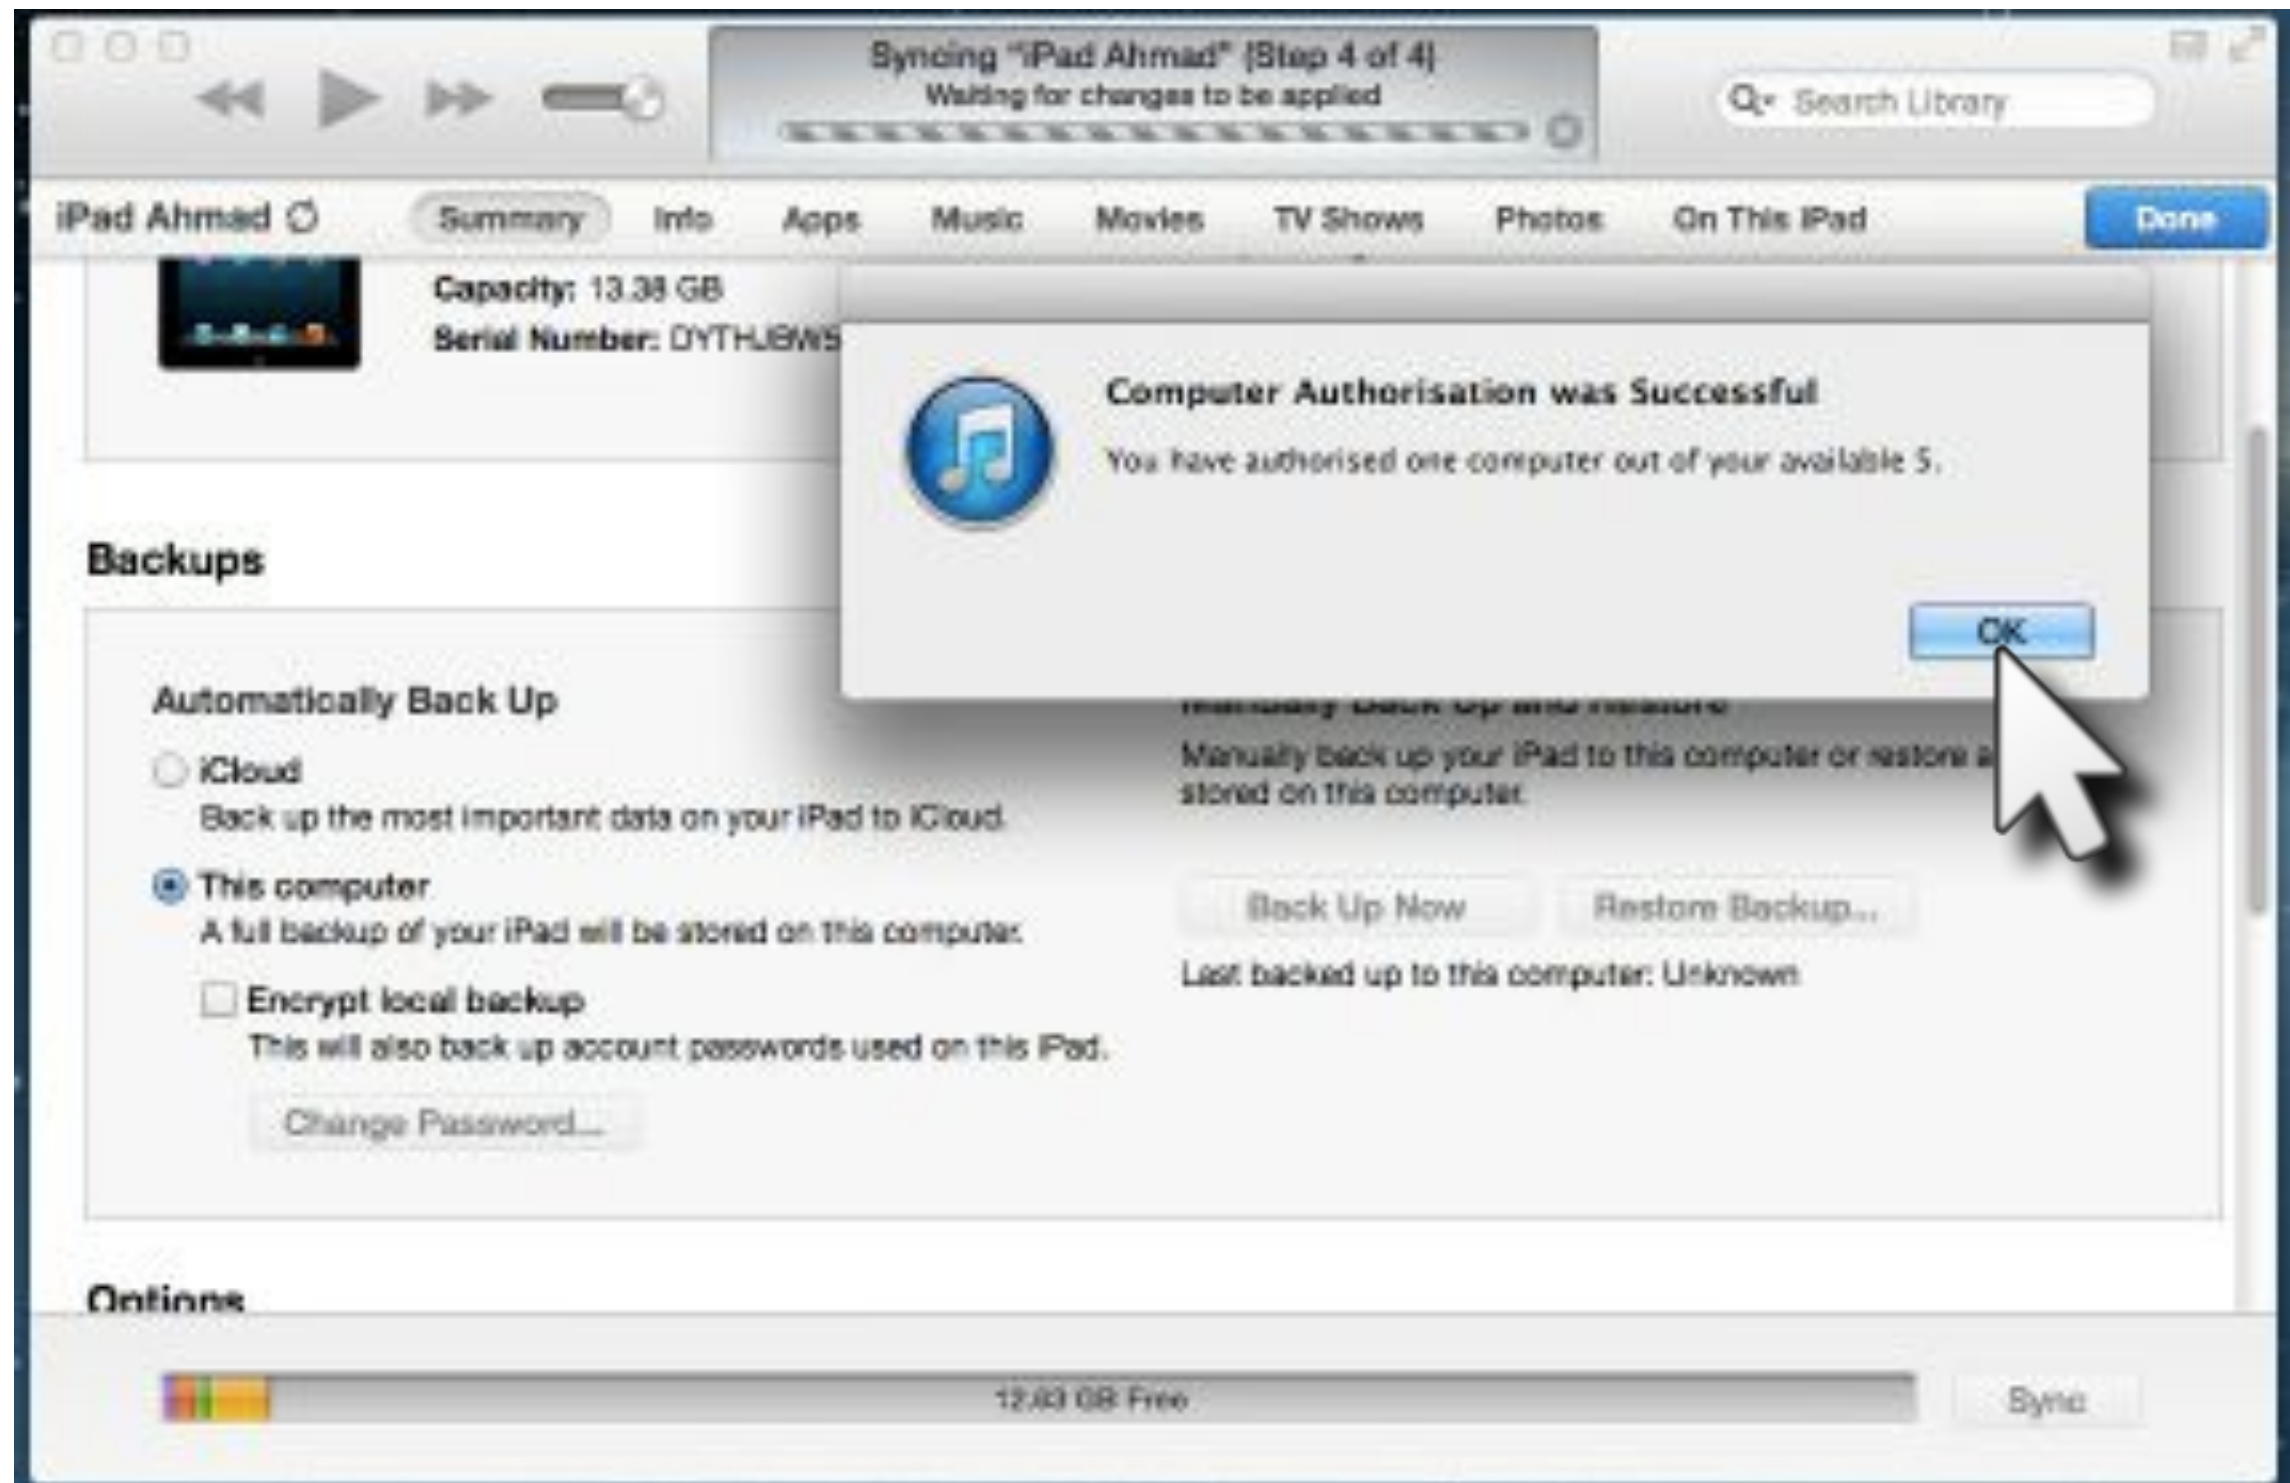 Syncing "iPad Ahmad" (Step 4 of 4)
Waiting for changes to be applied
Search Library
iPad Ahmad
Summary
Info
Apps
Music
Movies
TV Shows
Photos
On This iPad
Done
Capacity: 13.38 GB
Serial Number:
Computer Authorisation was Successful
You have authorised one computer out of your available 5.
OK
Backups
Automatically Back Up
iCloud
Back up the most important data on your iPad to iCloud.
This computer
A full backup of your iPad will be stored on this computer.
Encrypt local backup
This will also back up account passwords used on this iPad.
Change Password...
Manually Back Up and Restore
Manually back up your iPad to this computer or restore a
stored on this computer.
Back Up Now
Restore Backup...
Last backed up to this computer: Unknown
Options
GB Free
Sync